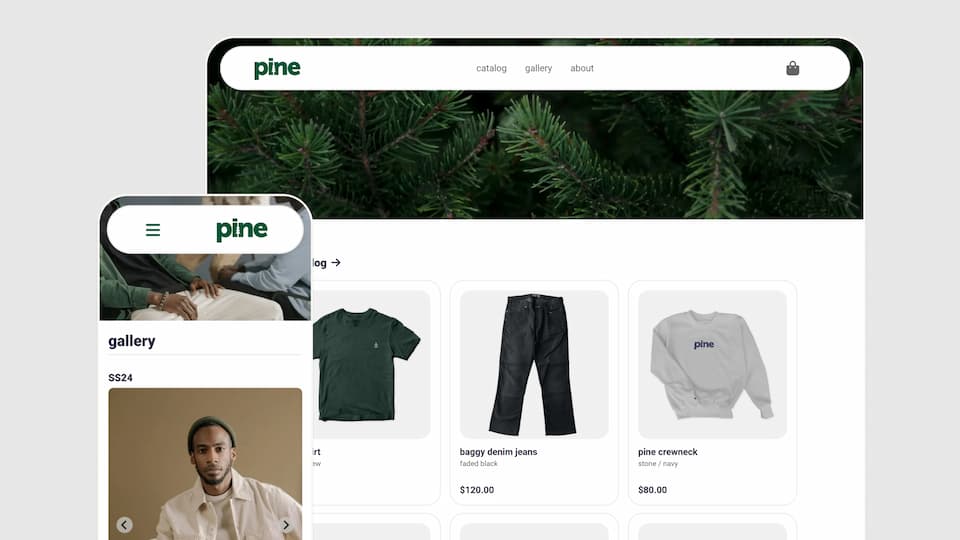 pine
catalog gallery about
pine
log →
gallery
SS24
pine
irt
ew
baggy denim jeans
faded black
$120.00
pine crewneck
stone / navy
$80.00